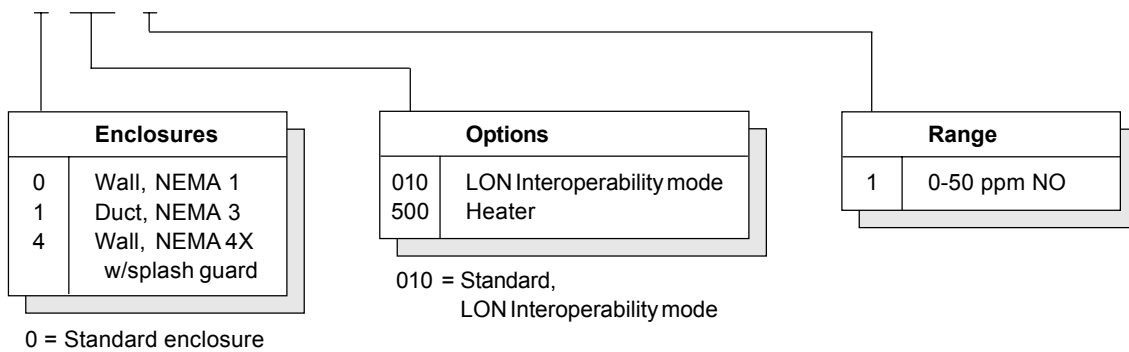 Enclosures
0 Wall, NEMA 1
1 Duct, NEMA 3
4 Wall, NEMA 4X
w/splash guard
0 = Standard enclosure
Options
010 LON Interoperability mode
500 Heater
010 = Standard,
LON Interoperability mode
Range
1 0-50 ppm NO